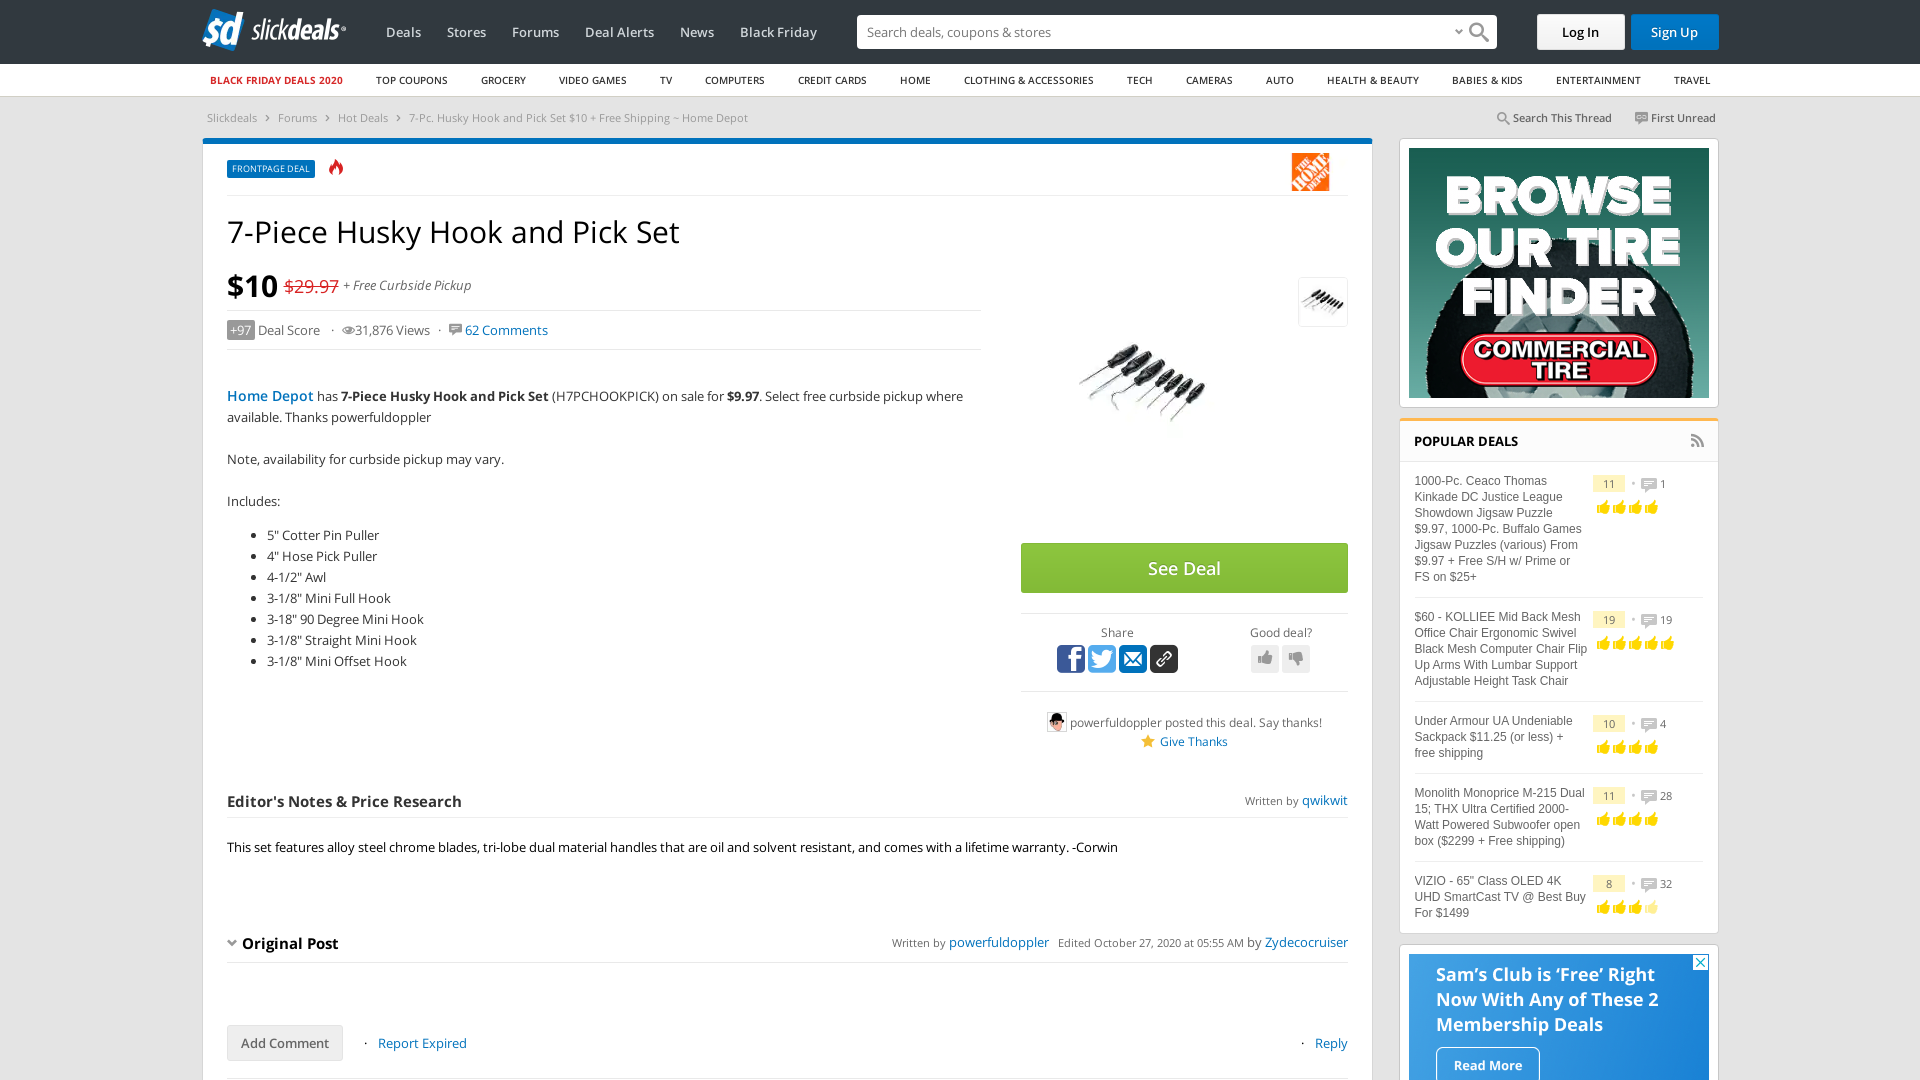 slickdeals
Deals
Stores
Forums
Deal Alerts
News
Black Friday
Search deals, coupons & stores
Log In
Sign Up
BLACK FRIDAY DEALS 2020
TOP COUPONS
GROCERY
VIDEO GAMES
TV
COMPUTERS
CREDIT CARDS
HOME
CLOTHING & ACCESSORIES
TECH
CAMERAS
AUTO
HEALTH & BEAUTY
BABIES & KIDS
ENTERTAINMENT
TRAVEL
Slickdeals > Forums > Hot Deals > 7-Pc. Husky Hook and Pick Set $10 + Free Shipping ~ Home Depot
Search This Thread
First Unread
FRONTPAGE DEAL
THE HOME DEPOT
7-Piece Husky Hook and Pick Set
$10 $29.97 + Free Curbside Pickup
+97 Deal Score · 31,876 Views · 62 Comments
Home Depot has 7-Piece Husky Hook and Pick Set (H7PCHOOKPICK) on sale for $9.97. Select free curbside pickup where
available. Thanks powerfuldoppler
Note, availability for curbside pickup may vary.
Includes:
5" Cotter Pin Puller
4" Hose Pick Puller
4-1/2" Awl
3-1/8" Mini Full Hook
3-18" 90 Degree Mini Hook
3-1/8" Straight Mini Hook
3-1/8" Mini Offset Hook
See Deal
Share
Good deal?
powerfuldoppler posted this deal. Say thanks!
Give Thanks
Editor's Notes & Price Research
Written by qwikwit
This set features alloy steel chrome blades, tri-lobe dual material handles that are oil and solvent resistant, and comes with a lifetime warranty. -Corwin
Original Post
Written by powerfuldoppler Edited October 27, 2020 at 05:55 AM by Zydecocruiser
Add Comment
· Report Expired
· Reply
BROWSE
OUR TIRE
FINDER
COMMERCIAL
TIRE
POPULAR DEALS
1000-Pc. Ceaco Thomas
Kinkade DC Justice League
Showdown Jigsaw Puzzle
$9.97, 1000-Pc. Buffalo Games
Jigsaw Puzzles (various) From
$9.97 + Free S/H w/ Prime or
FS on $25+
11 • 1
$60 - KOLLIEE Mid Back Mesh
Office Chair Ergonomic Swivel
Black Mesh Computer Chair Flip
Up Arms With Lumbar Support
Adjustable Height Task Chair
19 • 19
Under Armour UA Undeniable
Sackpack $11.25 (or less) +
free shipping
10 • 4
Monolith Monoprice M-215 Dual
15; THX Ultra Certified 2000-
Watt Powered Subwoofer open
box ($2299 + Free shipping)
11 • 28
VIZIO - 65" Class OLED 4K
UHD SmartCast TV @ Best Buy
For $1499
8 • 32
Sam's Club is 'Free' Right
Now With Any of These 2
Membership Deals
Read More